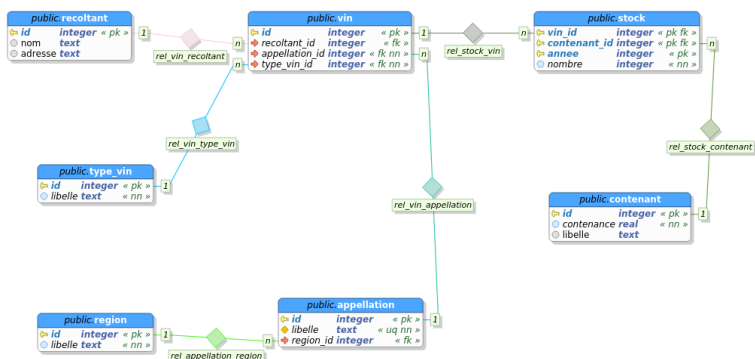 public.recoltant
id integer « pk »
nom text
adresse text
1
rel_vin_recoltant
n
public.vin
id integer « pk »
recoltant_id integer « fk »
appellation_id integer « fk nn »
type_vin_id integer « fk nn »
1
n
n
rel_stock_vin
n
public.stock
vin_id integer « pk fk »
contenant_id integer « pk fk »
annee integer « pk »
nombre integer « nn »
n
rel_vin_type_vin
rel_stock_contenant
public.type_vin
id integer « pk »
libelle text « nn »
1
rel_vin_appellation
public.contenant
id integer « pk »
contenance real « nn »
libelle text
1
public.region
id integer « pk »
libelle text « nn »
1
rel_appellation_region
n
public.appellation
id integer « pk »
libelle text « uq nn »
region_id integer « fk »
1